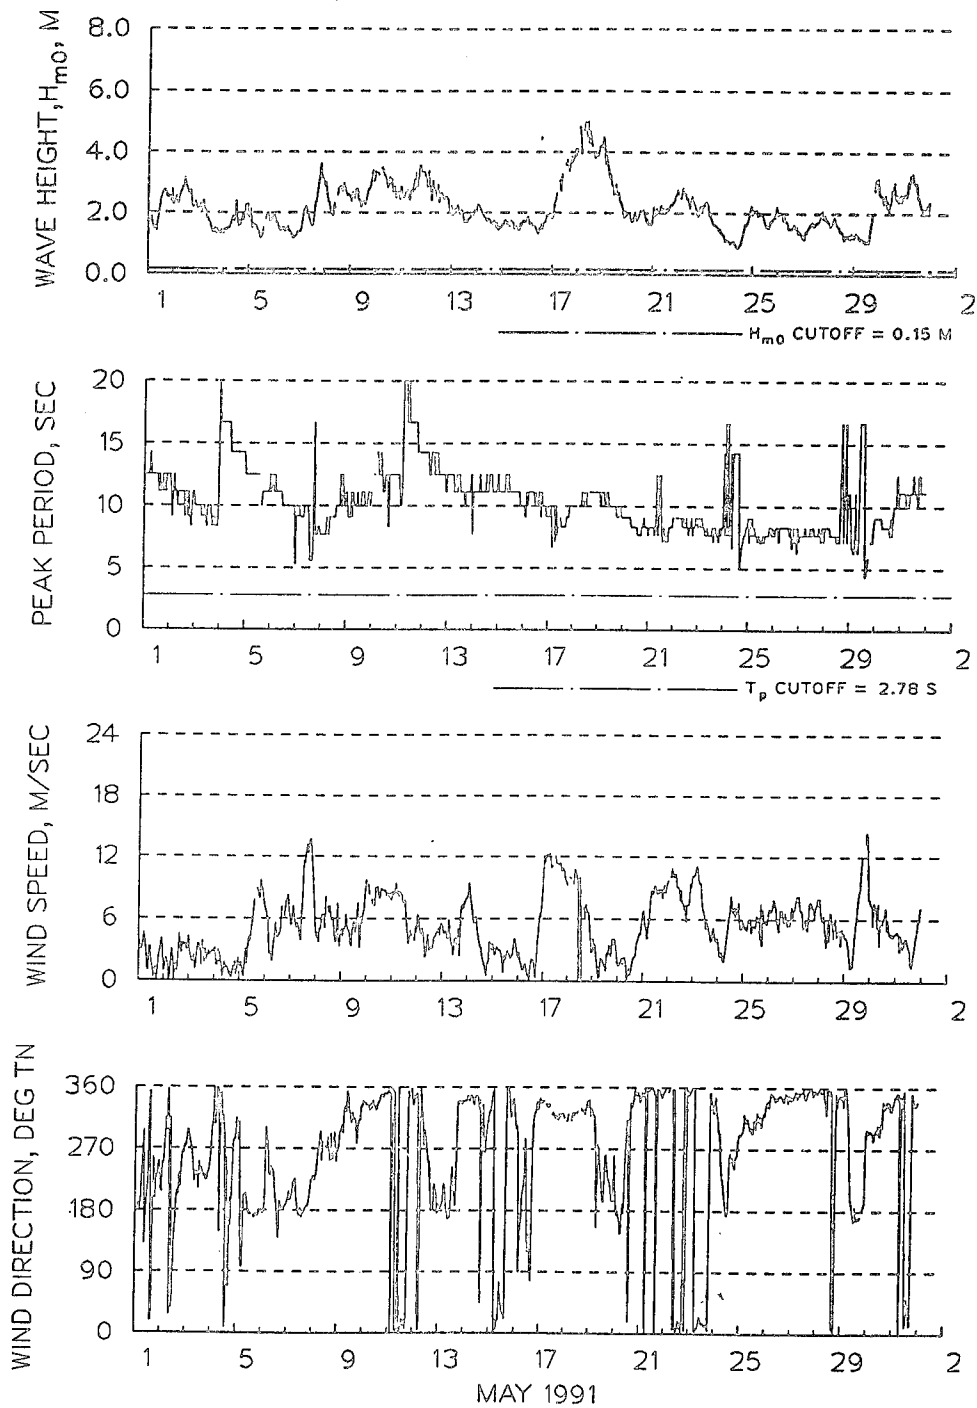 WAVE HEIGHT, Hm0, M
8.0
6.0
4.0
2.0
0.0
1 5 9 13 17 21 25 29 2
Hm0 CUTOFF = 0.15 M
PEAK PERIOD, SEC
20
15
10
5
0
1 5 9 13 17 21 25 29 2
Tp CUTOFF = 2.78 S
WIND SPEED, M/SEC
24
18
12
6
0
1 5 9 13 17 21 25 29 2
WIND DIRECTION, DEG TN
360
270
180
90
0
1 5 9 13 17 21 25 29 2
MAY 1991